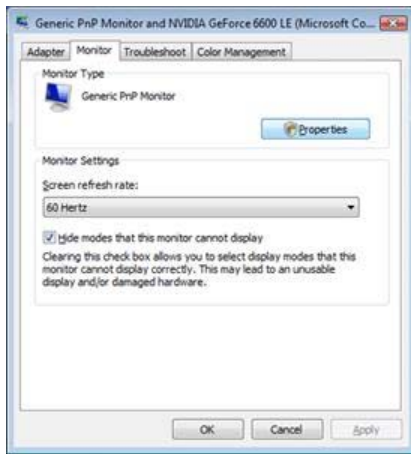 Generic PnP Monitor and NVIDIA GeForce 6600 LE (Microsoft Co...
Adapter Monitor Troubleshoot Color Management
Monitor Type
Generic PnP Monitor
Properties
Monitor Settings
Screen refresh rate:
60 Hertz
Hide modes that this monitor cannot display
Clearing this check box allows you to select display modes that this
monitor cannot display correctly. This may lead to an unusable
display and/or damaged hardware.
OK Cancel Apply